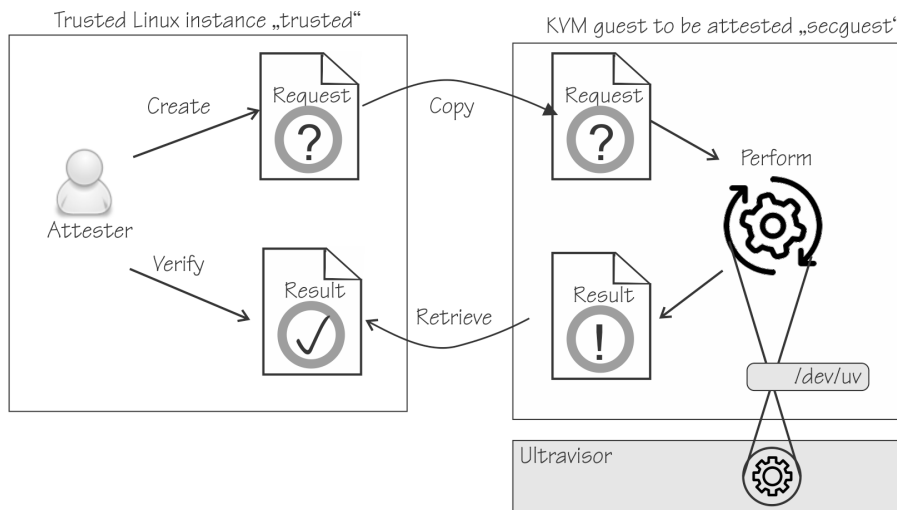 Trusted Linux instance „trusted“
KVM guest to be attested „secguest“
Create
Request
?
Copy
Request
?
Perform
Attester
Verify
Result
Retrieve
Result
!
/dev/uv
Ultravisor